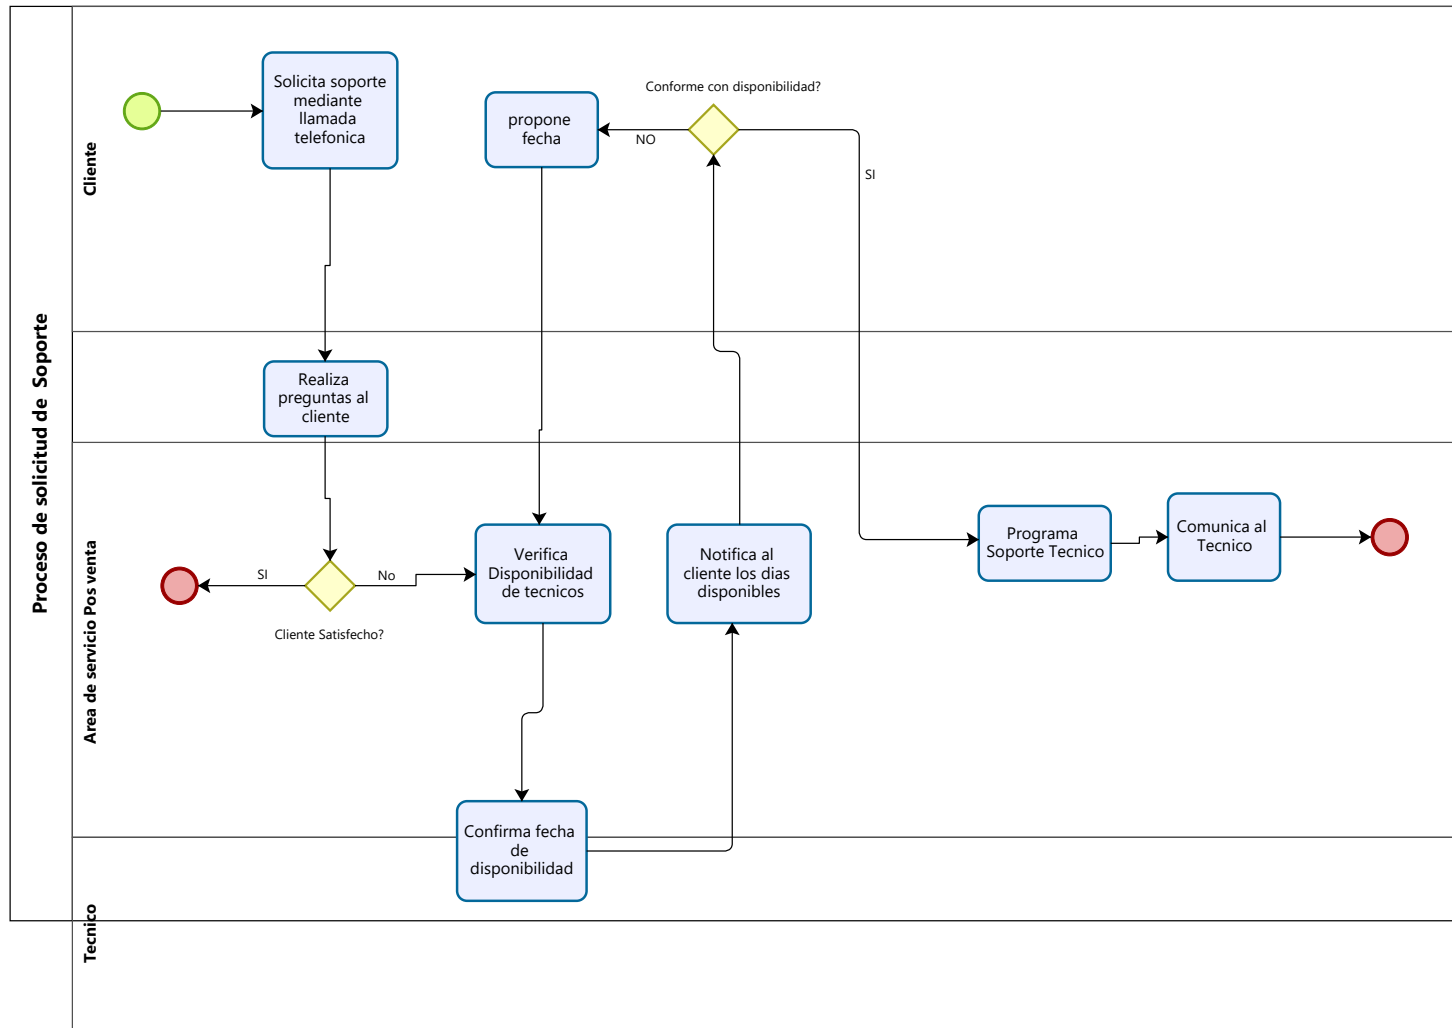 Proceso de solicitud de  Soporte
Cliente
Solicita soporte
mediante
llamada
telefonica
propone
fecha
Conforme con disponibilidad?
NO
SI
Realiza
preguntas al
cliente
Area de servicio Pos venta
SI
No
Cliente Satisfecho?
Verifica
Disponibilidad
de tecnicos
Notifica al
cliente los dias
disponibles
Programa
Soporte Tecnico
Comunica al
Tecnico
Confirma fecha
de
disponibilidad
Tecnico